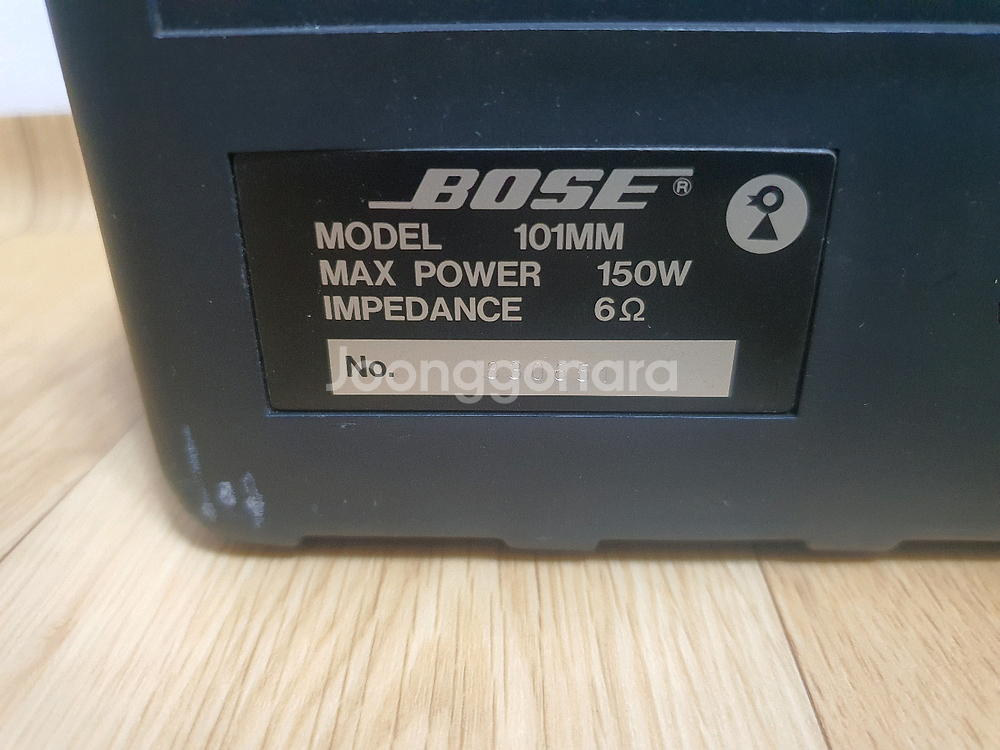 BOSE®
MODEL 101MM
MAX POWER 150W
IMPEDANCE 6Ω
No.
Joonggonara